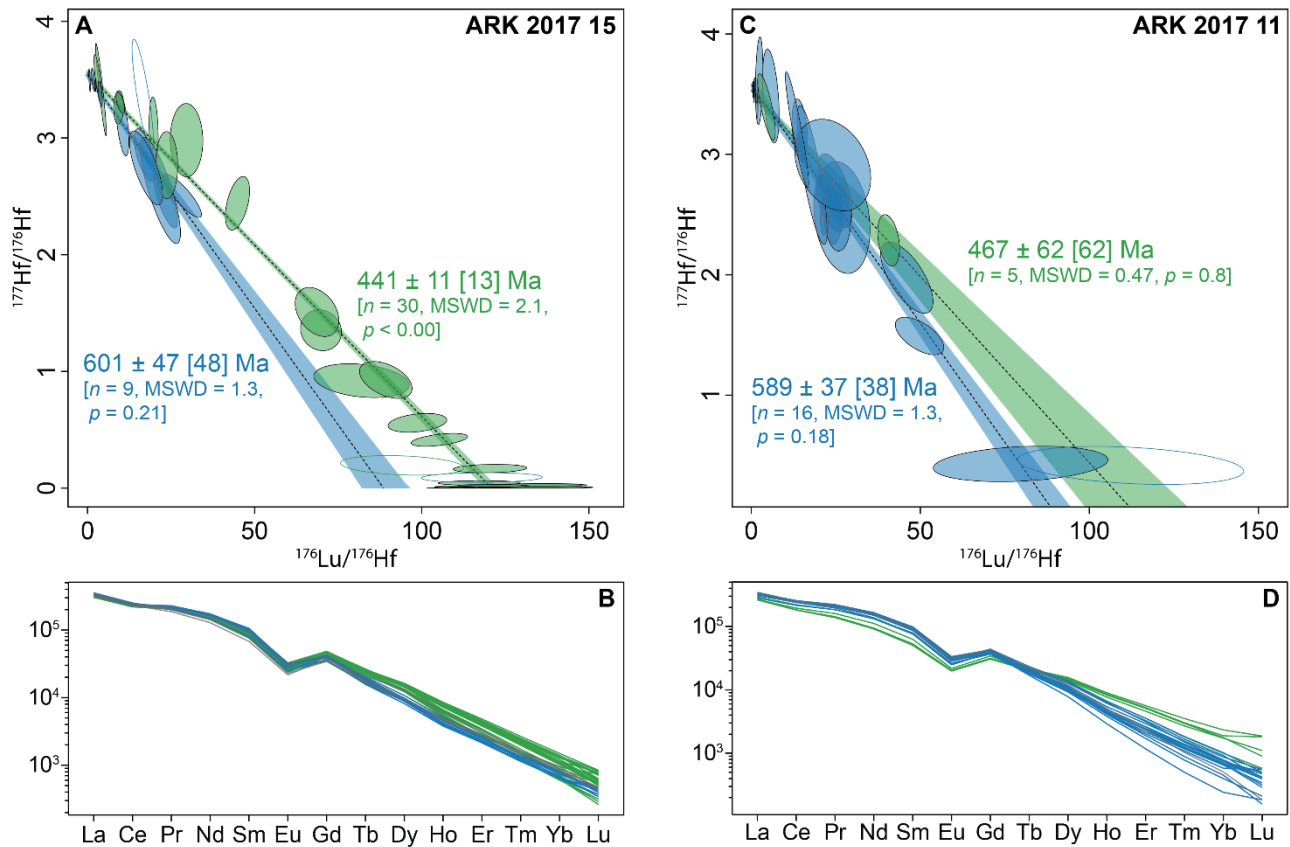 A
ARK 2017 15
4
3
2
1
0
¹⁷⁷Hf/¹⁷⁶Hf
441 ± 11 [13] Ma
[n = 30, MSWD = 2.1,
p < 0.00]
601 ± 47 [48] Ma
[n = 9, MSWD = 1.3,
p = 0.21]
0 50 100 150
¹⁷⁶Lu/¹⁷⁶Hf
C
ARK 2017 11
4
3
2
1
¹⁷⁷Hf/¹⁷⁶Hf
467 ± 62 [62] Ma
[n = 5, MSWD = 0.47, p = 0.8]
589 ± 37 [38] Ma
[n = 16, MSWD = 1.3,
p = 0.18]
0 50 100 150
¹⁷⁶Lu/¹⁷⁶Hf
B
10⁵
10⁴
10³
La Ce Pr Nd Sm Eu Gd Tb Dy Ho Er Tm Yb Lu
D
10⁵
10⁴
10³
La Ce Pr Nd Sm Eu Gd Tb Dy Ho Er Tm Yb Lu